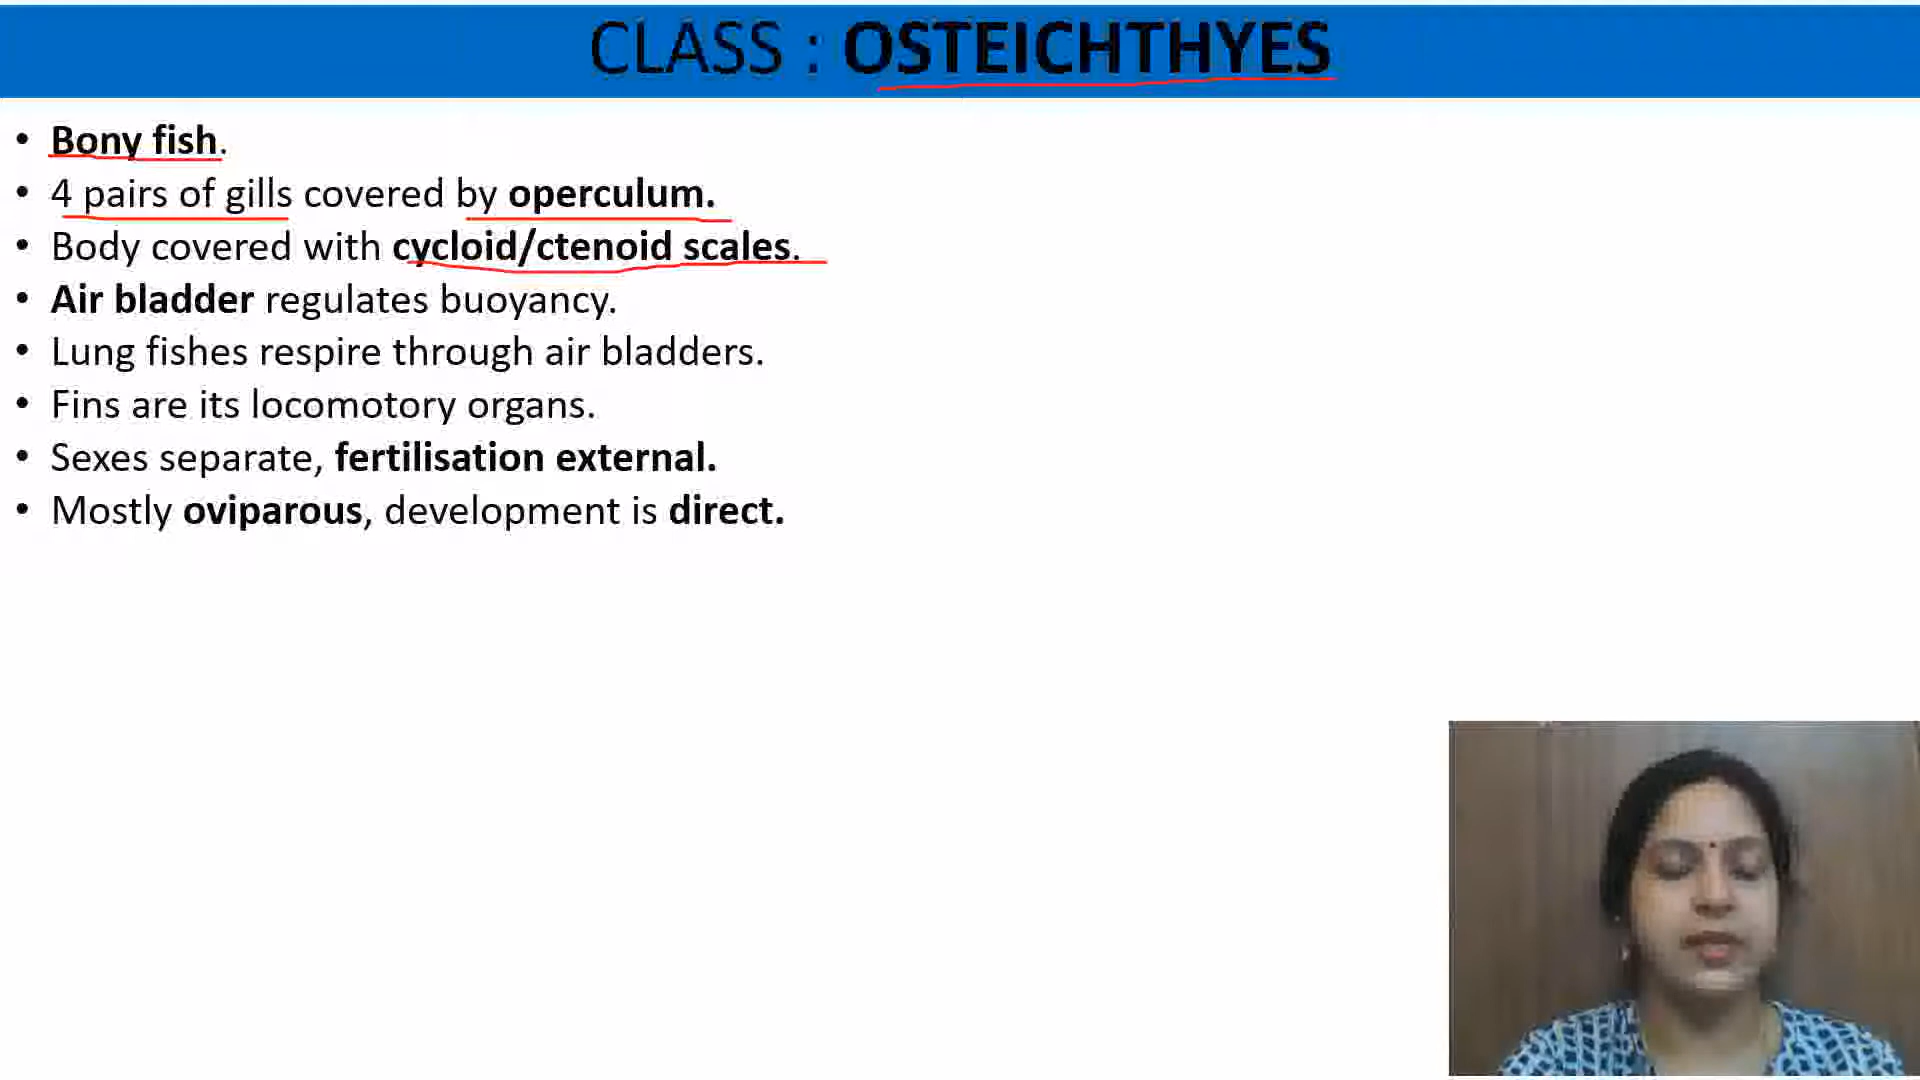 CLASS : OSTEICHTHYES
• Bony fish.
• 4 pairs of gills covered by operculum.
• Body covered with cycloid/ctenoid scales.
• Air bladder regulates buoyancy.
• Lung fishes respire through air bladders.
• Fins are its locomotory organs.
• Sexes separate, fertilisation external.
• Mostly oviparous, development is direct.